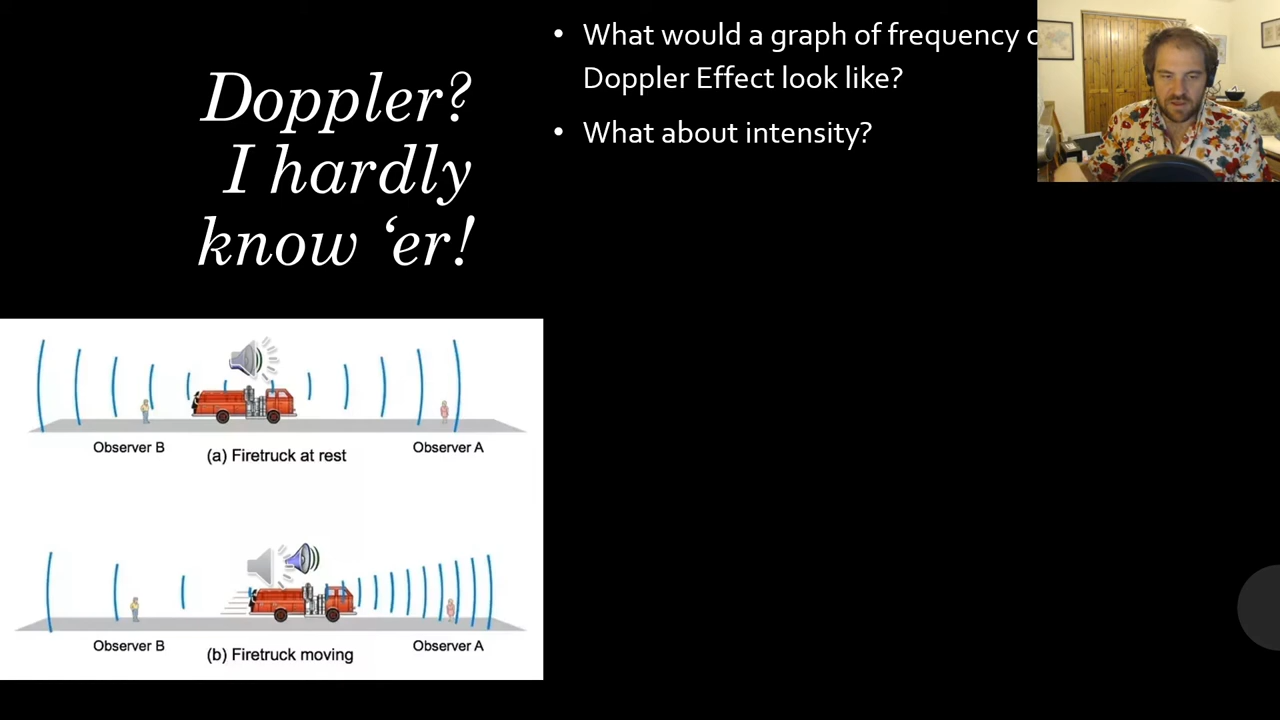 Doppler?
I hardly
know ‘er!
• What would a graph of frequency
Doppler Effect look like?
• What about intensity?
Observer B
Observer A
(a) Firetruck at rest
Observer B
Observer A
(b) Firetruck moving